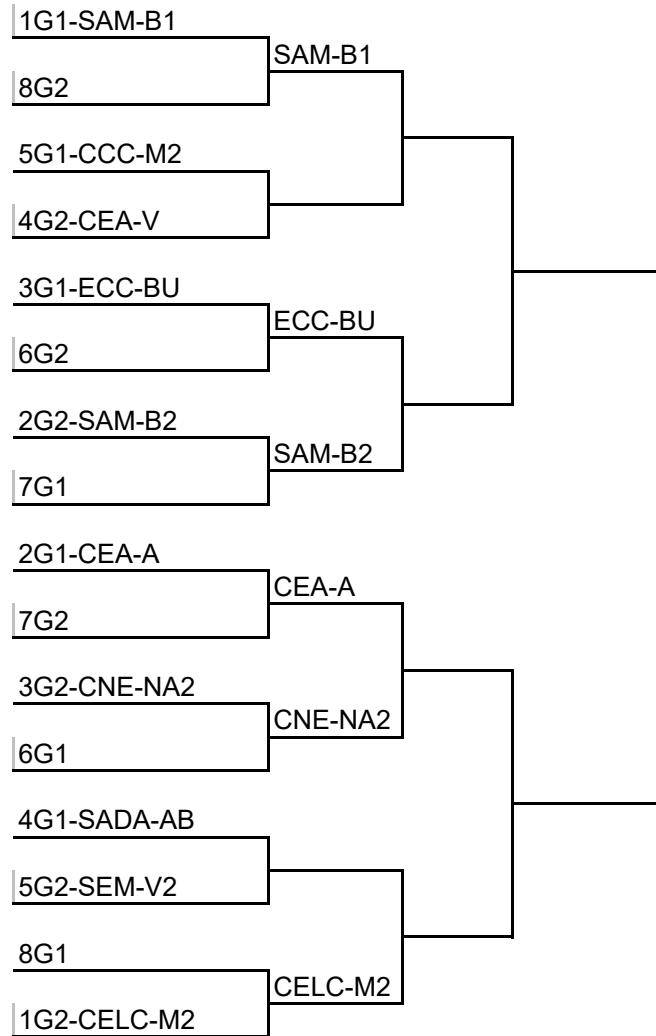 1G1-SAM-B1
SAM-B1
8G2
5G1-CCC-M2
4G2-CEA-V
3G1-ECC-BU
ECC-BU
6G2
2G2-SAM-B2
SAM-B2
7G1
2G1-CEA-A
CEA-A
7G2
3G2-CNE-NA2
CNE-NA2
6G1
4G1-SADA-AB
5G2-SEM-V2
8G1
CELC-M2
1G2-CELC-M2